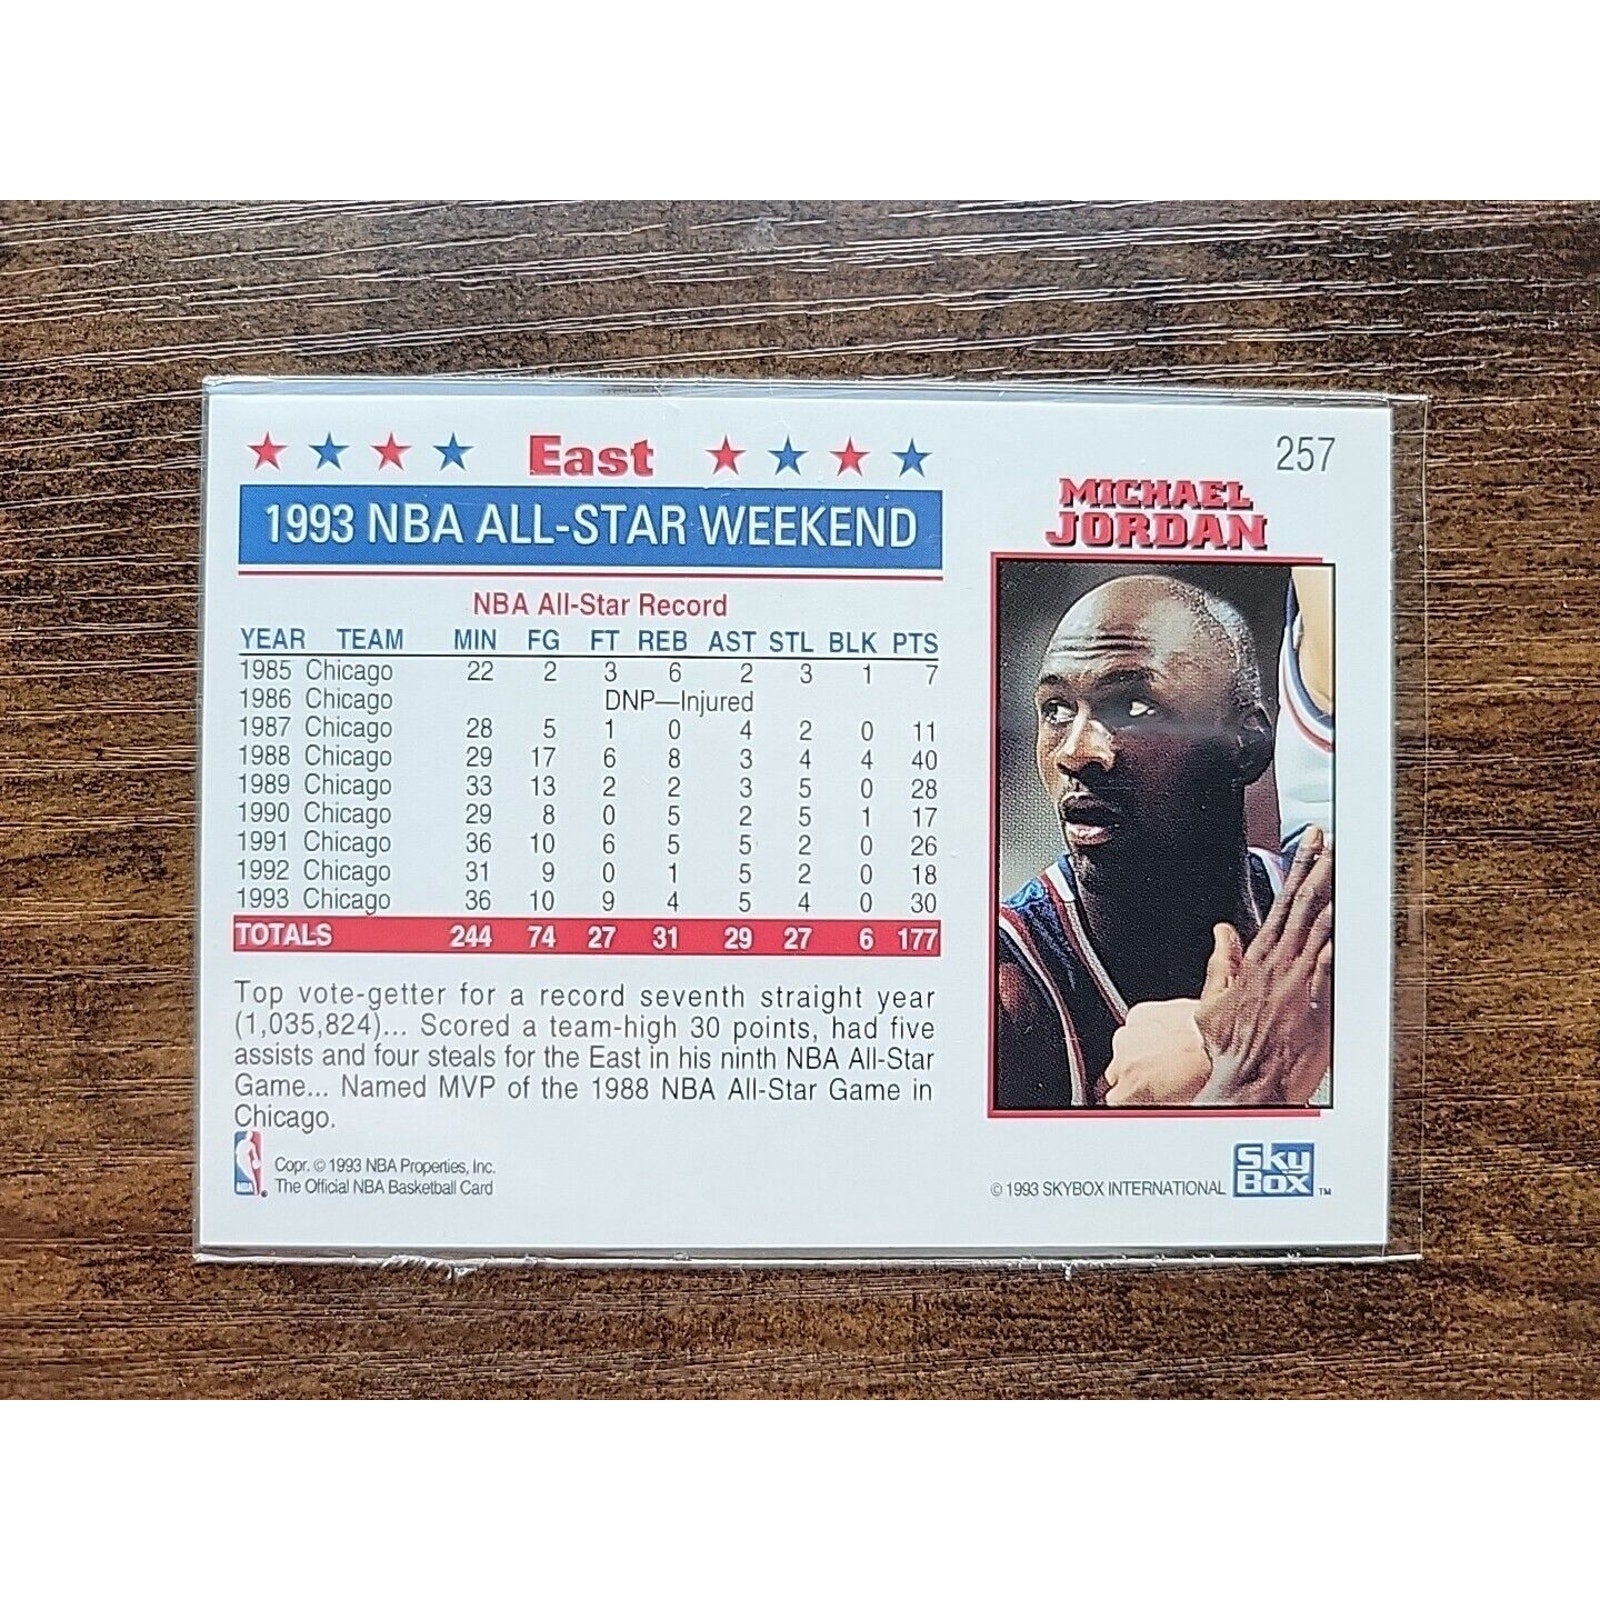 East
257
1993 NBA ALL-STAR WEEKEND
MICHAEL
JORDAN
NBA All-Star Record
YEAR TEAM MIN FG FT REB AST STL BLK PTS
1985 Chicago 22 2 3 6 2 3 1 7
1986 Chicago DNP—Injured
1987 Chicago 28 5 1 0 4 2 0 11
1988 Chicago 29 17 6 8 3 4 4 40
1989 Chicago 33 13 2 2 3 5 0 28
1990 Chicago 29 8 0 5 2 5 1 17
1991 Chicago 36 10 6 5 5 2 0 26
1992 Chicago 31 9 0 1 5 2 0 18
1993 Chicago 36 10 9 4 5 4 0 30
TOTALS 244 74 27 31 29 27 6 177
Top vote-getter for a record seventh straight year
(1,035,824)... Scored a team-high 30 points, had five
assists and four steals for the East in his ninth NBA All-Star
Game... Named MVP of the 1988 NBA All-Star Game in
Chicago.
NBA
Copr. © 1993 NBA Properties, Inc.
The Official NBA Basketball Card
© 1993 SKYBOX INTERNATIONAL
Sky
Box TM